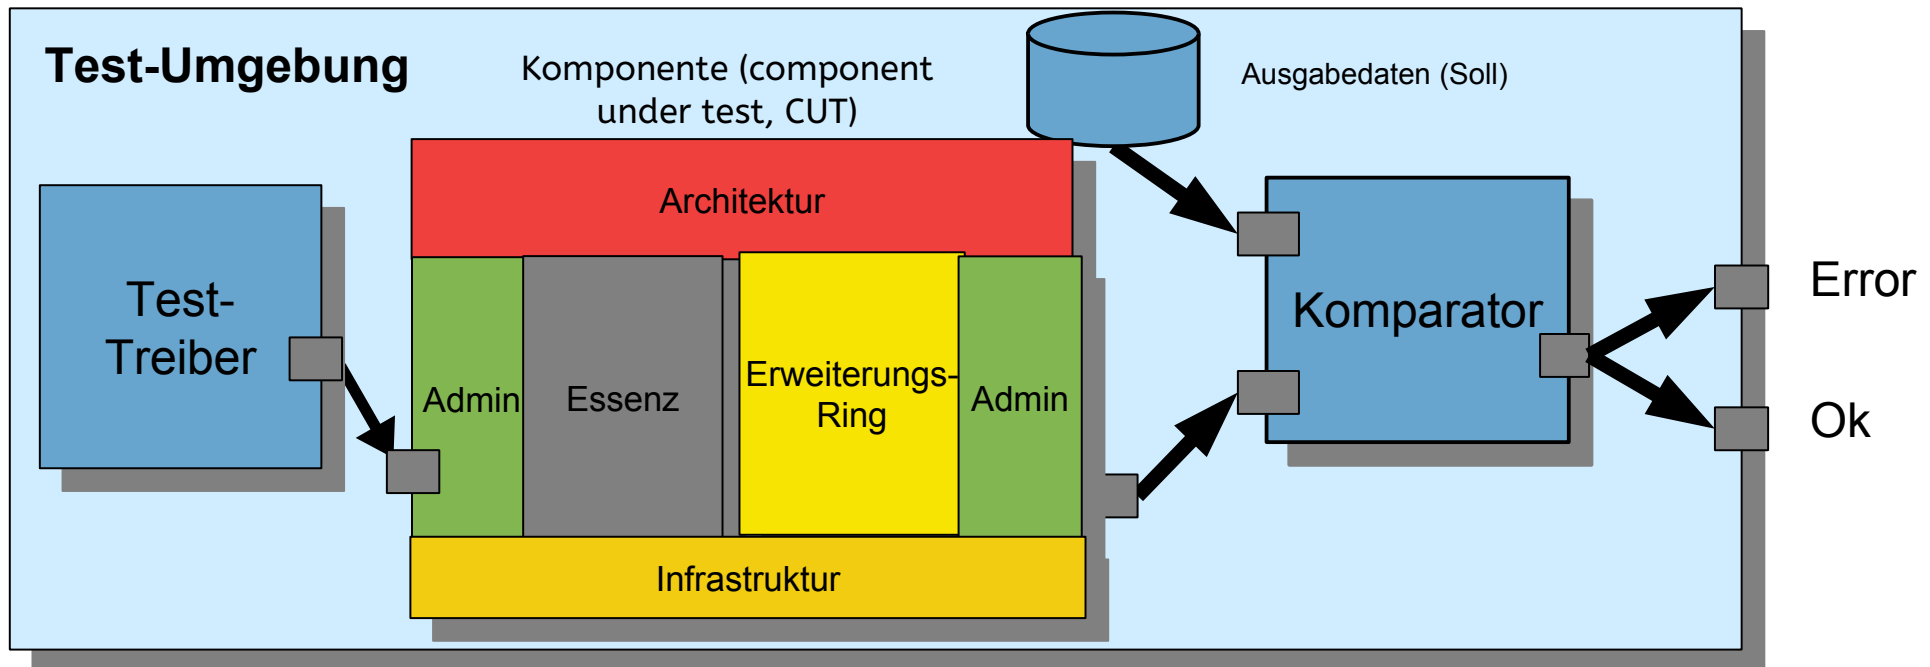 Test-Umgebung
Komponente (component
under test, CUT)
Ausgabedaten (Soll)
Architektur
Test-
Treiber
Admin
Essenz
Erweiterungs-
Ring
Admin
Infrastruktur
Komparator
Error
Ok